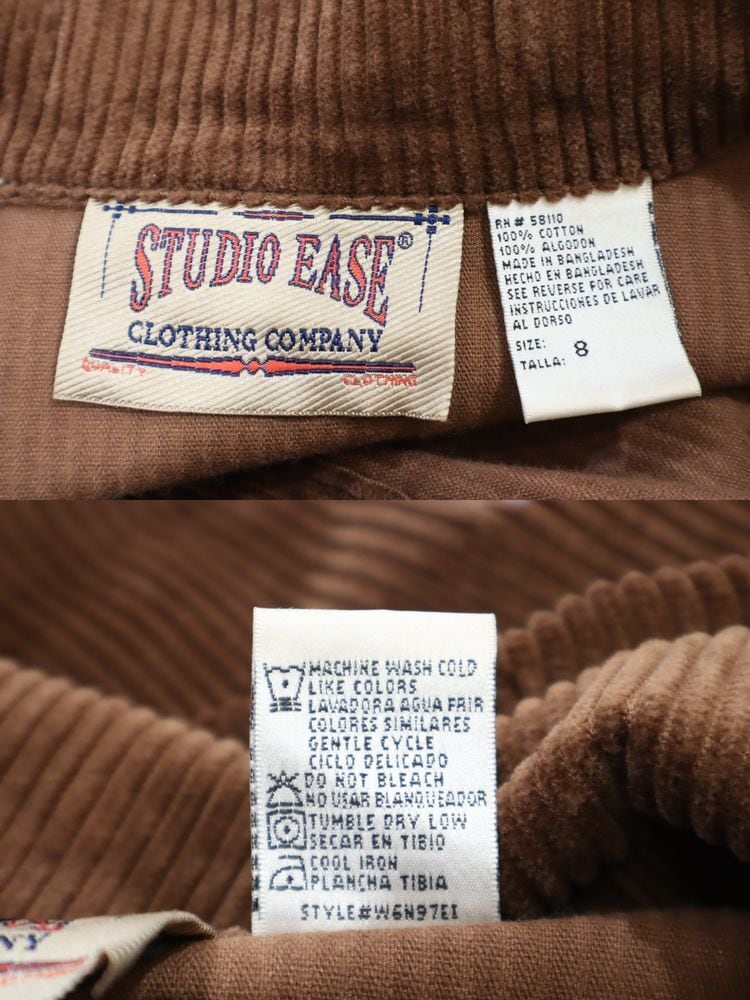 STUDIO EASE®
CLOTHING COMPANY
QUALITY
CLOTHING
RN# 58110
100% COTTON
100% ALGODON
MADE IN BANGLADESH
HECHO EN BANGLADESH
SEE REVERSE FOR CARE
INSTRUCCIONES DE LAVAR
AL DORSO
SIZE:
TALLA: 8
MACHINE WASH COLD
LIKE COLORS
LAVADORA AGUA FRIR
COLORES SIMILARES
GENTLE CYCLE
CICLO DELICADO
DO NOT BLEACH
NO USAR BLANQUEADOR
TUMBLE DRY LOW
SECAR EN TIBIO
COOL IRON
PLANCHA TIBIA
STYLE#W6N97EI